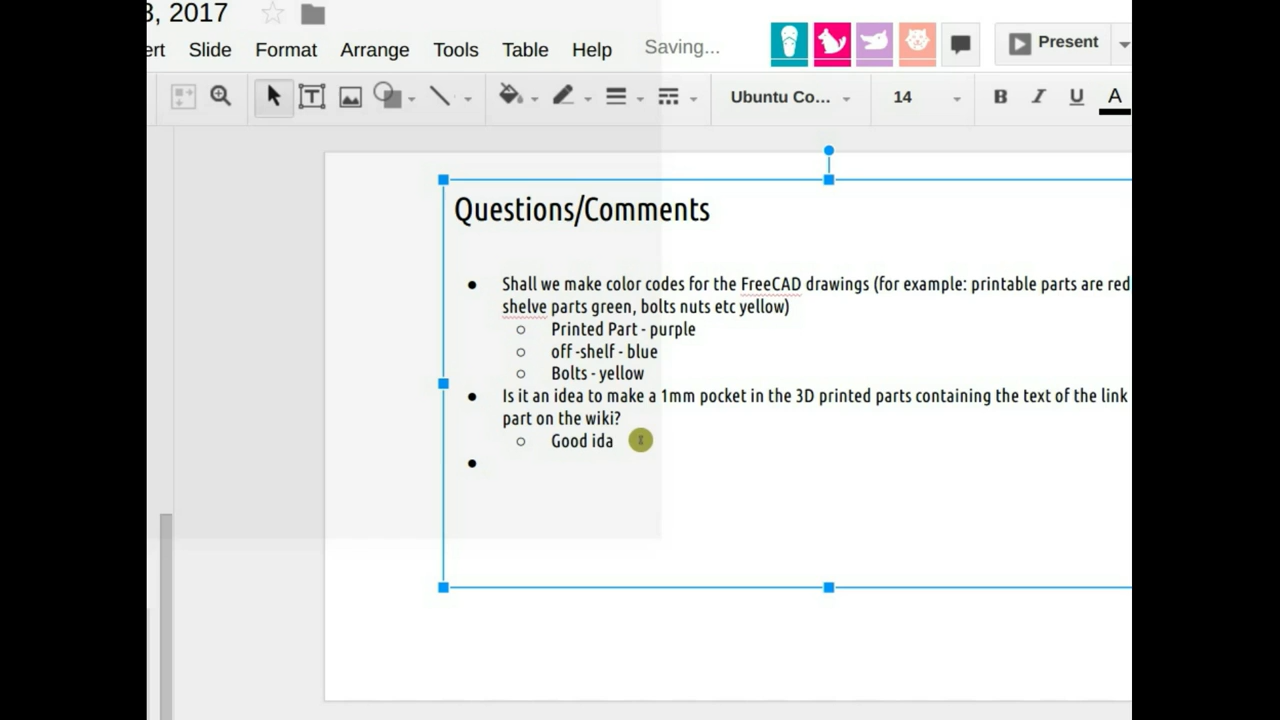 3, 2017
ert Slide Format Arrange Tools Table Help Saving... Present
Ubuntu Co... 14 B I U A
Questions/Comments
Shall we make color codes for the FreeCAD drawings (for example: printable parts are red
shelve parts green, bolts nuts etc yellow)
Printed Part - purple
off -shelf - blue
Bolts - yellow
Is it an idea to make a 1mm pocket in the 3D printed parts containing the text of the link
part on the wiki?
Good ida